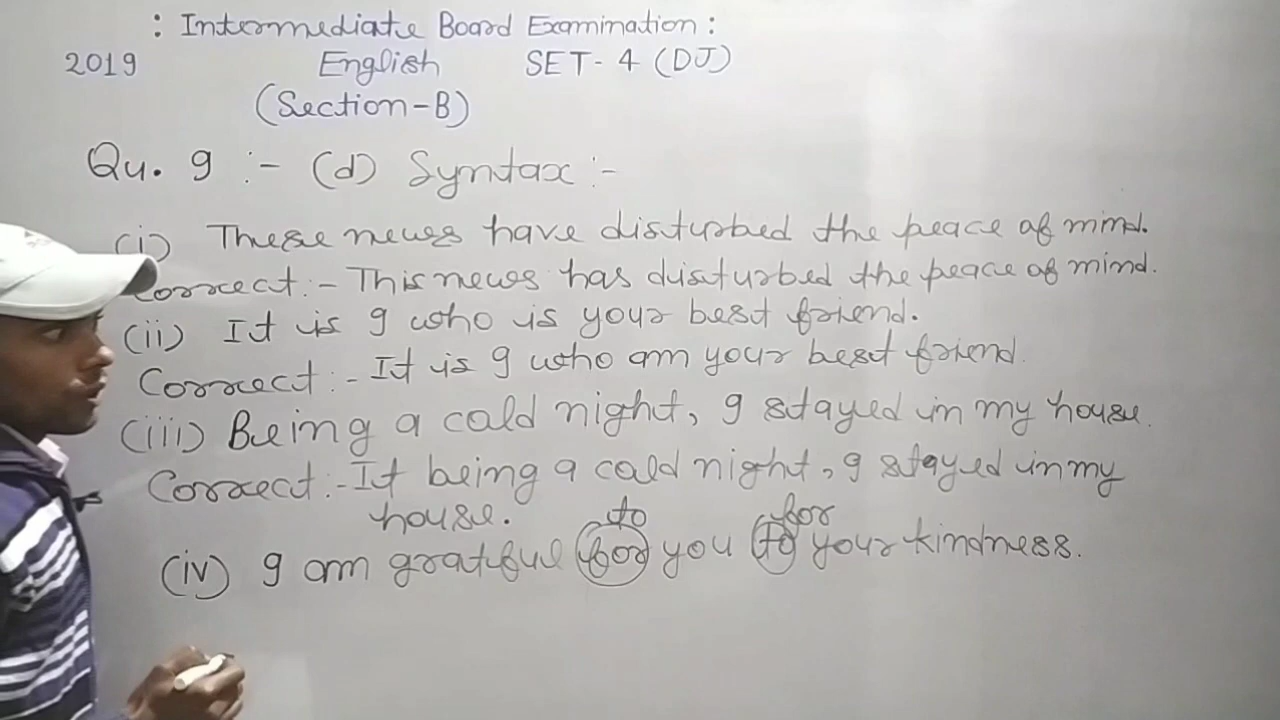 : Intermediate Board Examination :
2019 English SET-4 (DJ)
(Section-B)
Qu. 9 :- (d) Syntax :-
(i) These news have disturbed the peace of mind.
Correct :- This news has disturbed the peace of mind.
(ii) It is I who is your best friend.
Correct :- It is I who am your best friend.
(iii) Being a cold night, I stayed in my house.
Correct :- It being a cold night, I stayed in my
house.
to for
(iv) I am grateful for you to your kindness.